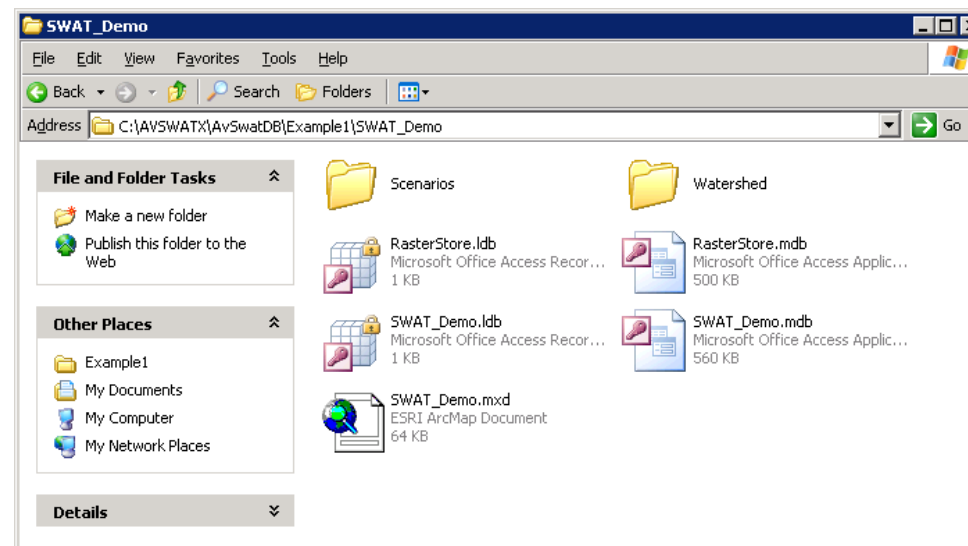 SWAT_Demo
File Edit View Favorites Tools Help
Back Search Folders
Address C:\AVSWATX\AvSwatDB\Example1\SWAT_Demo Go
File and Folder Tasks
Make a new folder
Publish this folder to the
Web
Other Places
Example1
My Documents
My Computer
My Network Places
Details
Scenarios
Watershed
RasterStore.ldb
Microsoft Office Access Recor...
1 KB
RasterStore.mdb
Microsoft Office Access Applic...
500 KB
SWAT_Demo.ldb
Microsoft Office Access Recor...
1 KB
SWAT_Demo.mdb
Microsoft Office Access Applic...
560 KB
SWAT_Demo.mxd
ESRI ArcMap Document
64 KB